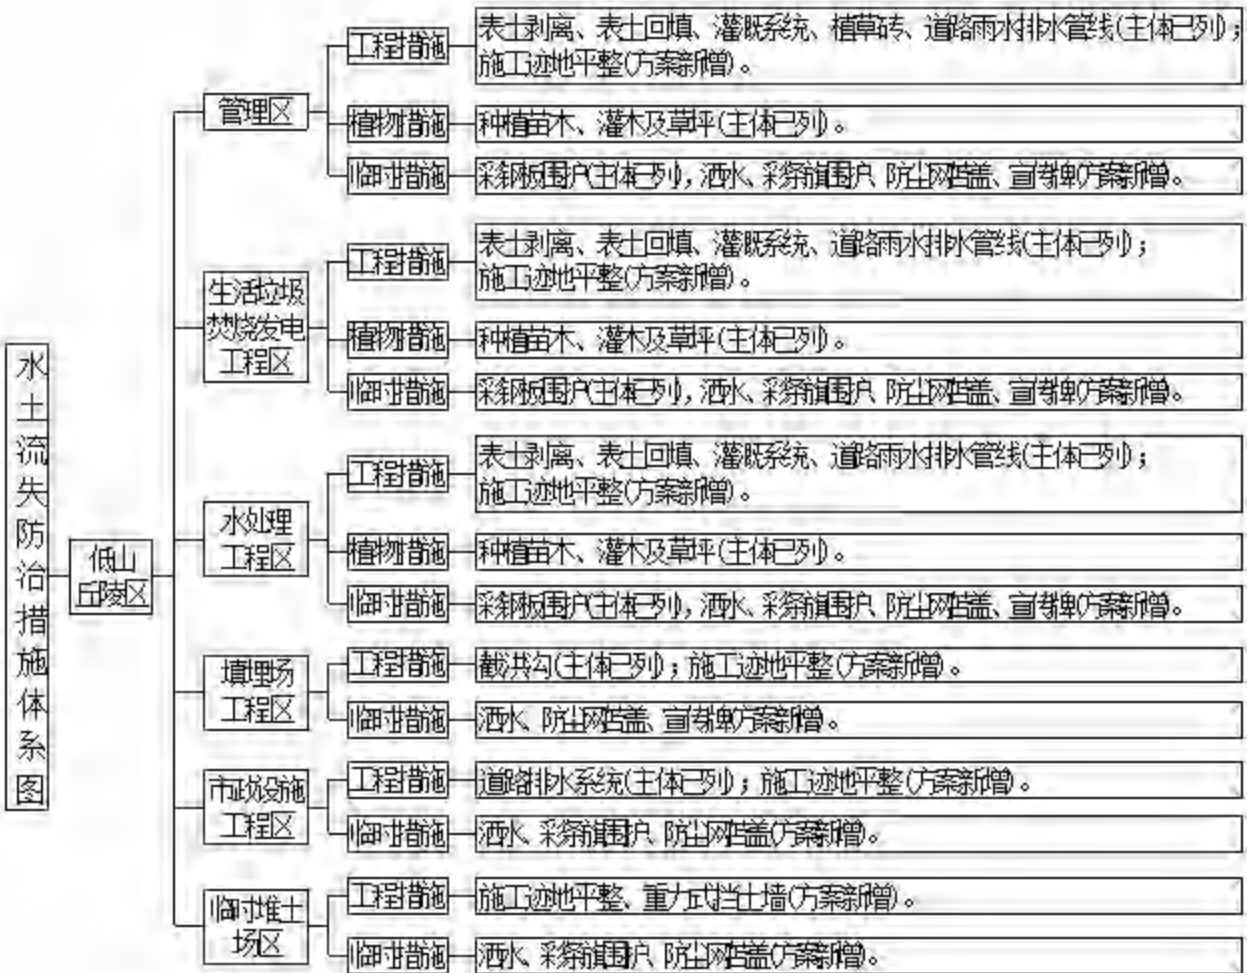 水土流失防治措施体系图
低山
丘陵区
管理区
工程措施
表土剥离、表土回填、灌溉系统、植草砖、道路雨水排水管线(主体已列);
施工迹地平整(方案新增)。
植物措施
种植苗木、灌木及草坪(主体已列)。
临时措施
彩钢板围护(主体已列),洒水、彩条旗围护、防尘网苫盖、宣传牌(方案新增)。
生活垃圾
焚烧发电
工程区
工程措施
表土剥离、表土回填、灌溉系统、道路雨水排水管线(主体已列);
施工迹地平整(方案新增)。
植物措施
种植苗木、灌木及草坪(主体已列)。
临时措施
彩钢板围护(主体已列),洒水、彩条旗围护、防尘网苫盖、宣传牌(方案新增)。
水处理
工程区
工程措施
表土剥离、表土回填、灌溉系统、道路雨水排水管线(主体已列);
施工迹地平整(方案新增)。
植物措施
种植苗木、灌木及草坪(主体已列)。
临时措施
彩钢板围护(主体已列),洒水、彩条旗围护、防尘网苫盖、宣传牌(方案新增)。
填埋场
工程区
工程措施
截洪沟(主体已列);施工迹地平整(方案新增)。
临时措施
洒水、防尘网苫盖、宣传牌(方案新增)。
市政设施
工程区
工程措施
道路排水系统(主体已列);施工迹地平整(方案新增)。
临时措施
洒水、彩条旗围护、防尘网苫盖(方案新增)。
临时堆土
场区
工程措施
施工迹地平整、重力式挡土墙(方案新增)。
临时措施
洒水、彩条旗围护、防尘网苫盖(方案新增)。